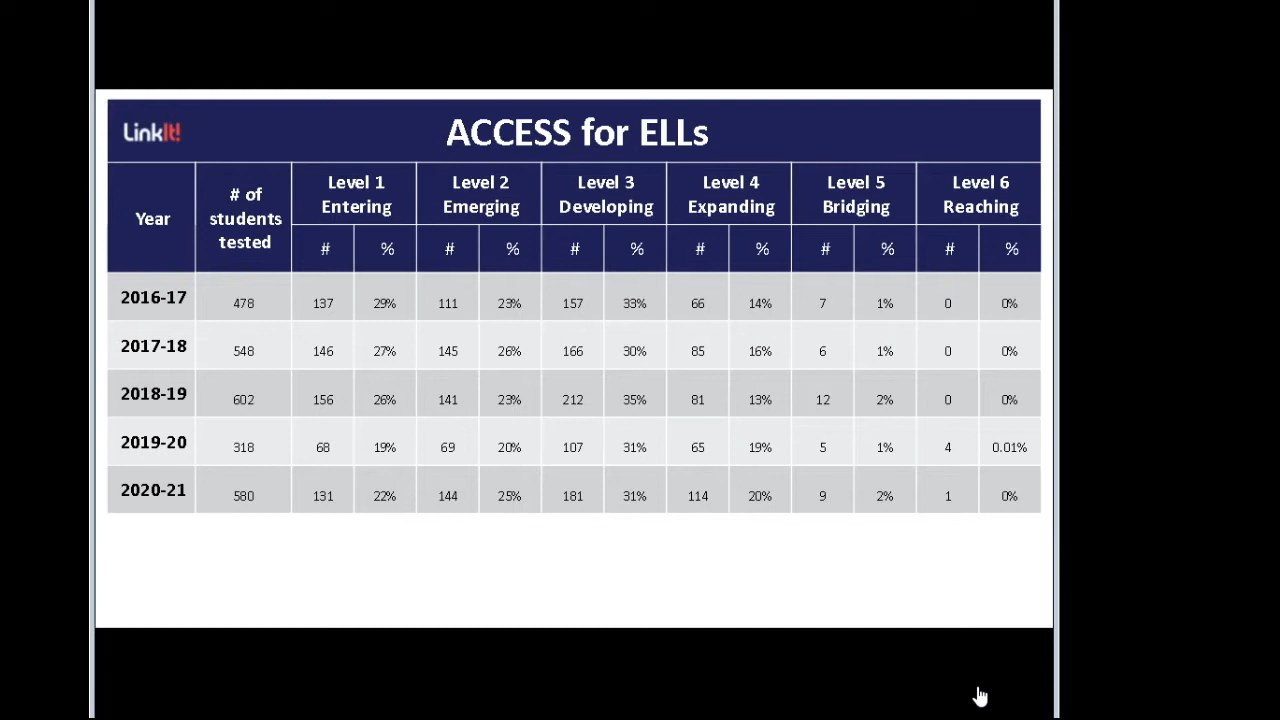 LinkIt!
ACCESS for ELLs
Year
# of students tested
Level 1 Entering
Level 2 Emerging
Level 3 Developing
Level 4 Expanding
Level 5 Bridging
Level 6 Reaching
# % # % # % # % # % # %
2016-17 478 137 29% 111 23% 157 33% 66 14% 7 1% 0 0%
2017-18 548 146 27% 145 26% 166 30% 85 16% 6 1% 0 0%
2018-19 602 156 26% 141 23% 212 35% 81 13% 12 2% 0 0%
2019-20 318 68 19% 69 20% 107 31% 65 19% 5 1% 4 0.01%
2020-21 580 131 22% 144 25% 181 31% 114 20% 9 2% 1 0%